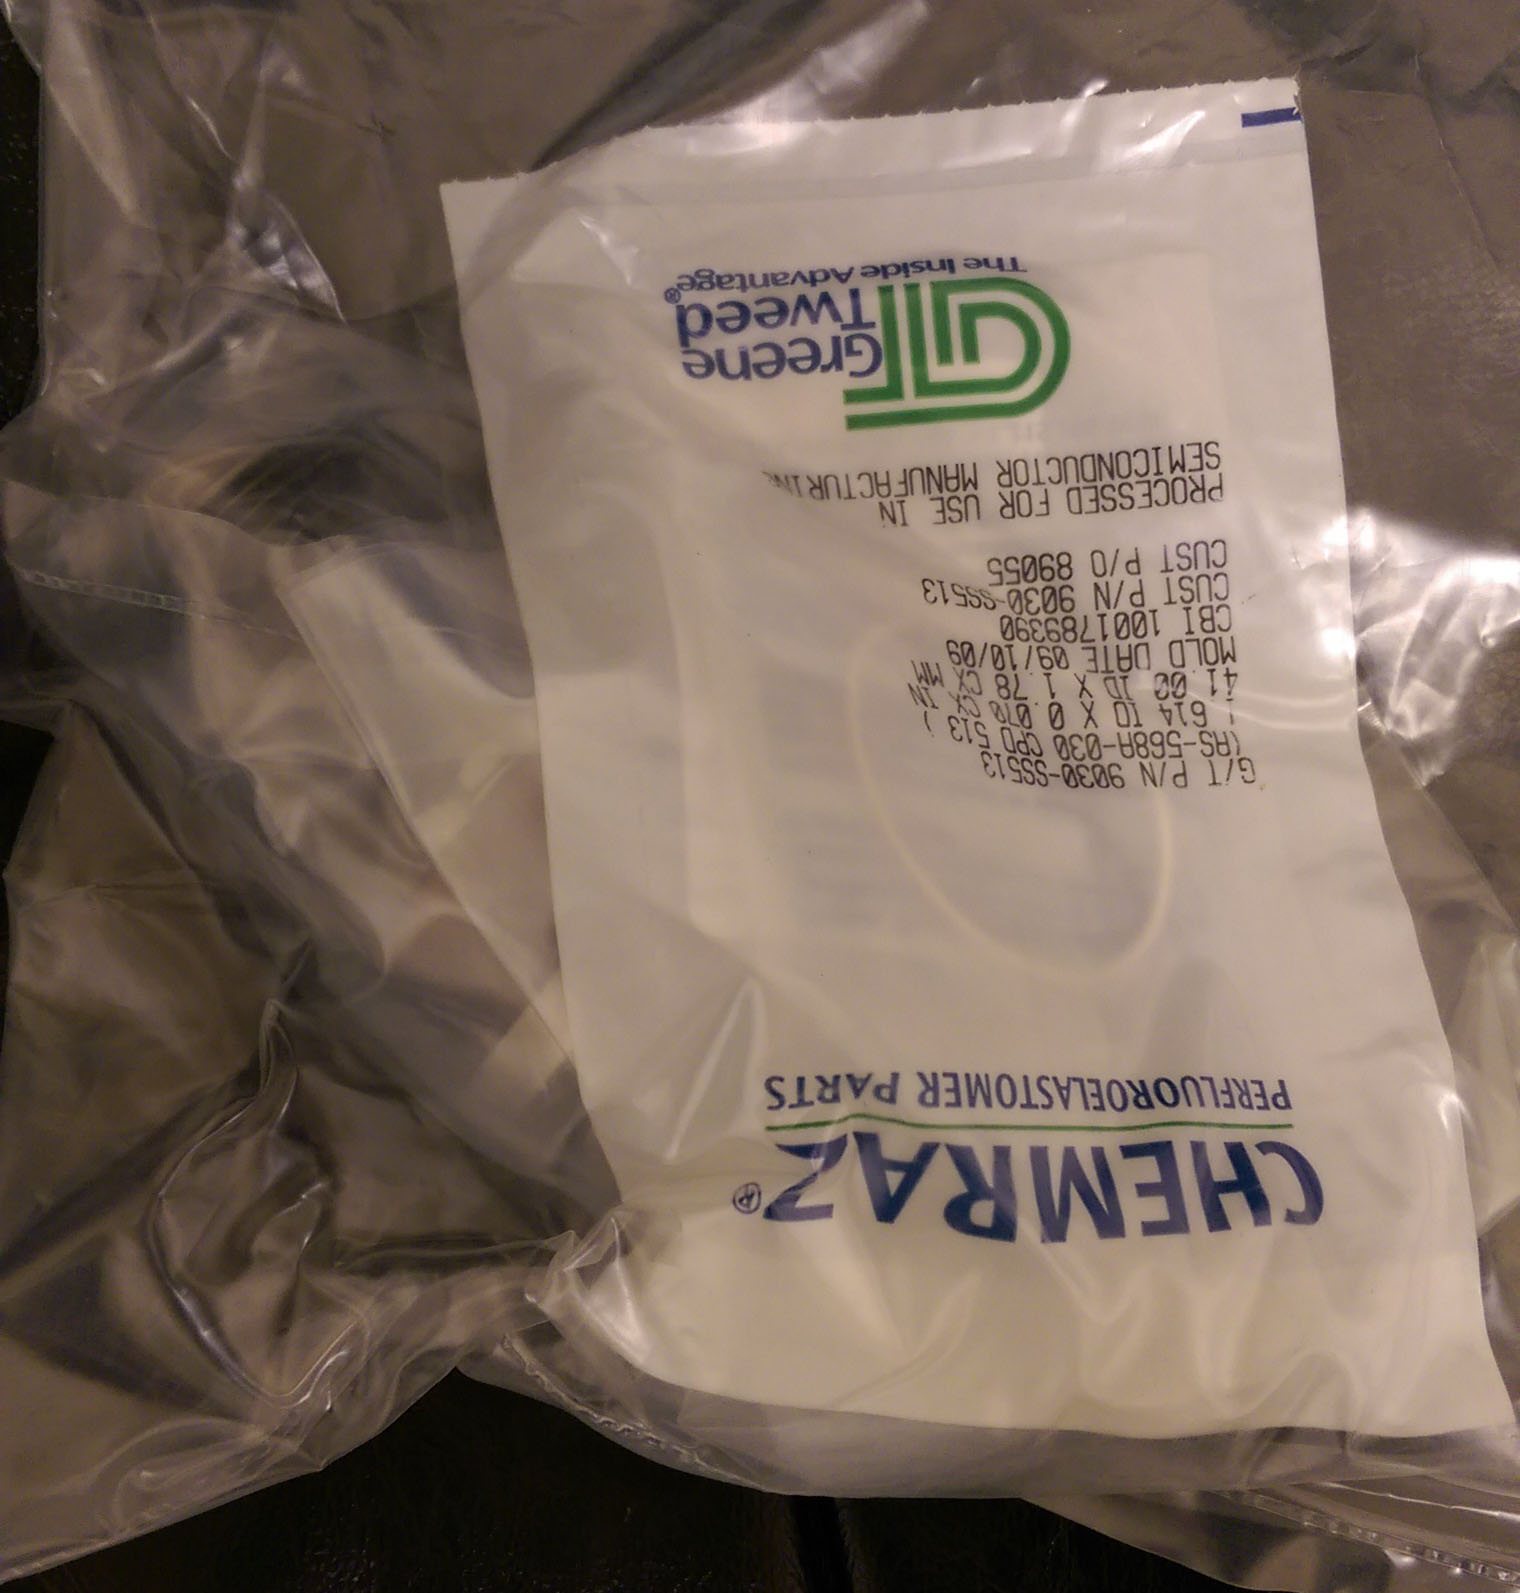 CHEMRAZ®
PERFLUOROELASTOMER PARTS
G/T P/N 9030-SS513
(AS-568A-030 CPD 513 )
1.614 ID X 0.070 CX IN
41.00 ID X 1.78 CX MM
MOLD DATE 09/10/09
CBI 1001789390
CUST P/N 9030-SS513
CUST P/O 89055
PROCESSED FOR USE IN
SEMICONDUCTOR MANUFACTURING
Greene
Tweed®
The Inside Advantage